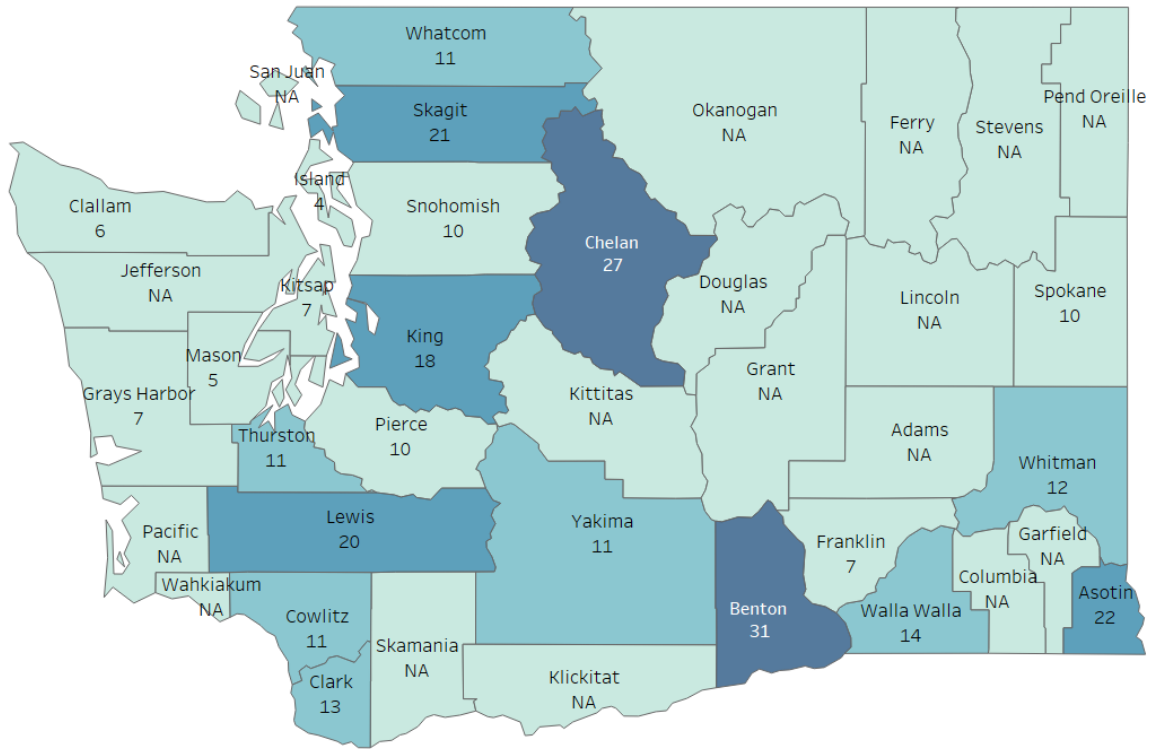 Whatcom
11
San Juan
NA
Skagit
21
Okanogan
NA
Ferry
NA
Stevens
NA
Pend Oreille
NA
Clallam
6
Island
4
Snohomish
10
Chelan
27
Jefferson
NA
Kitsap
7
Douglas
NA
Lincoln
NA
Spokane
10
King
18
Mason
5
Grays Harbor
7
Kittitas
NA
Grant
NA
Thurston
11
Pierce
10
Adams
NA
Whitman
12
Pacific
NA
Lewis
20
Yakima
11
Franklin
7
Garfield
NA
Wahkiakum
NA
Columbia
NA
Asotin
22
Cowlitz
11
Benton
31
Walla Walla
14
Skamania
NA
Clark
13
Klickitat
NA